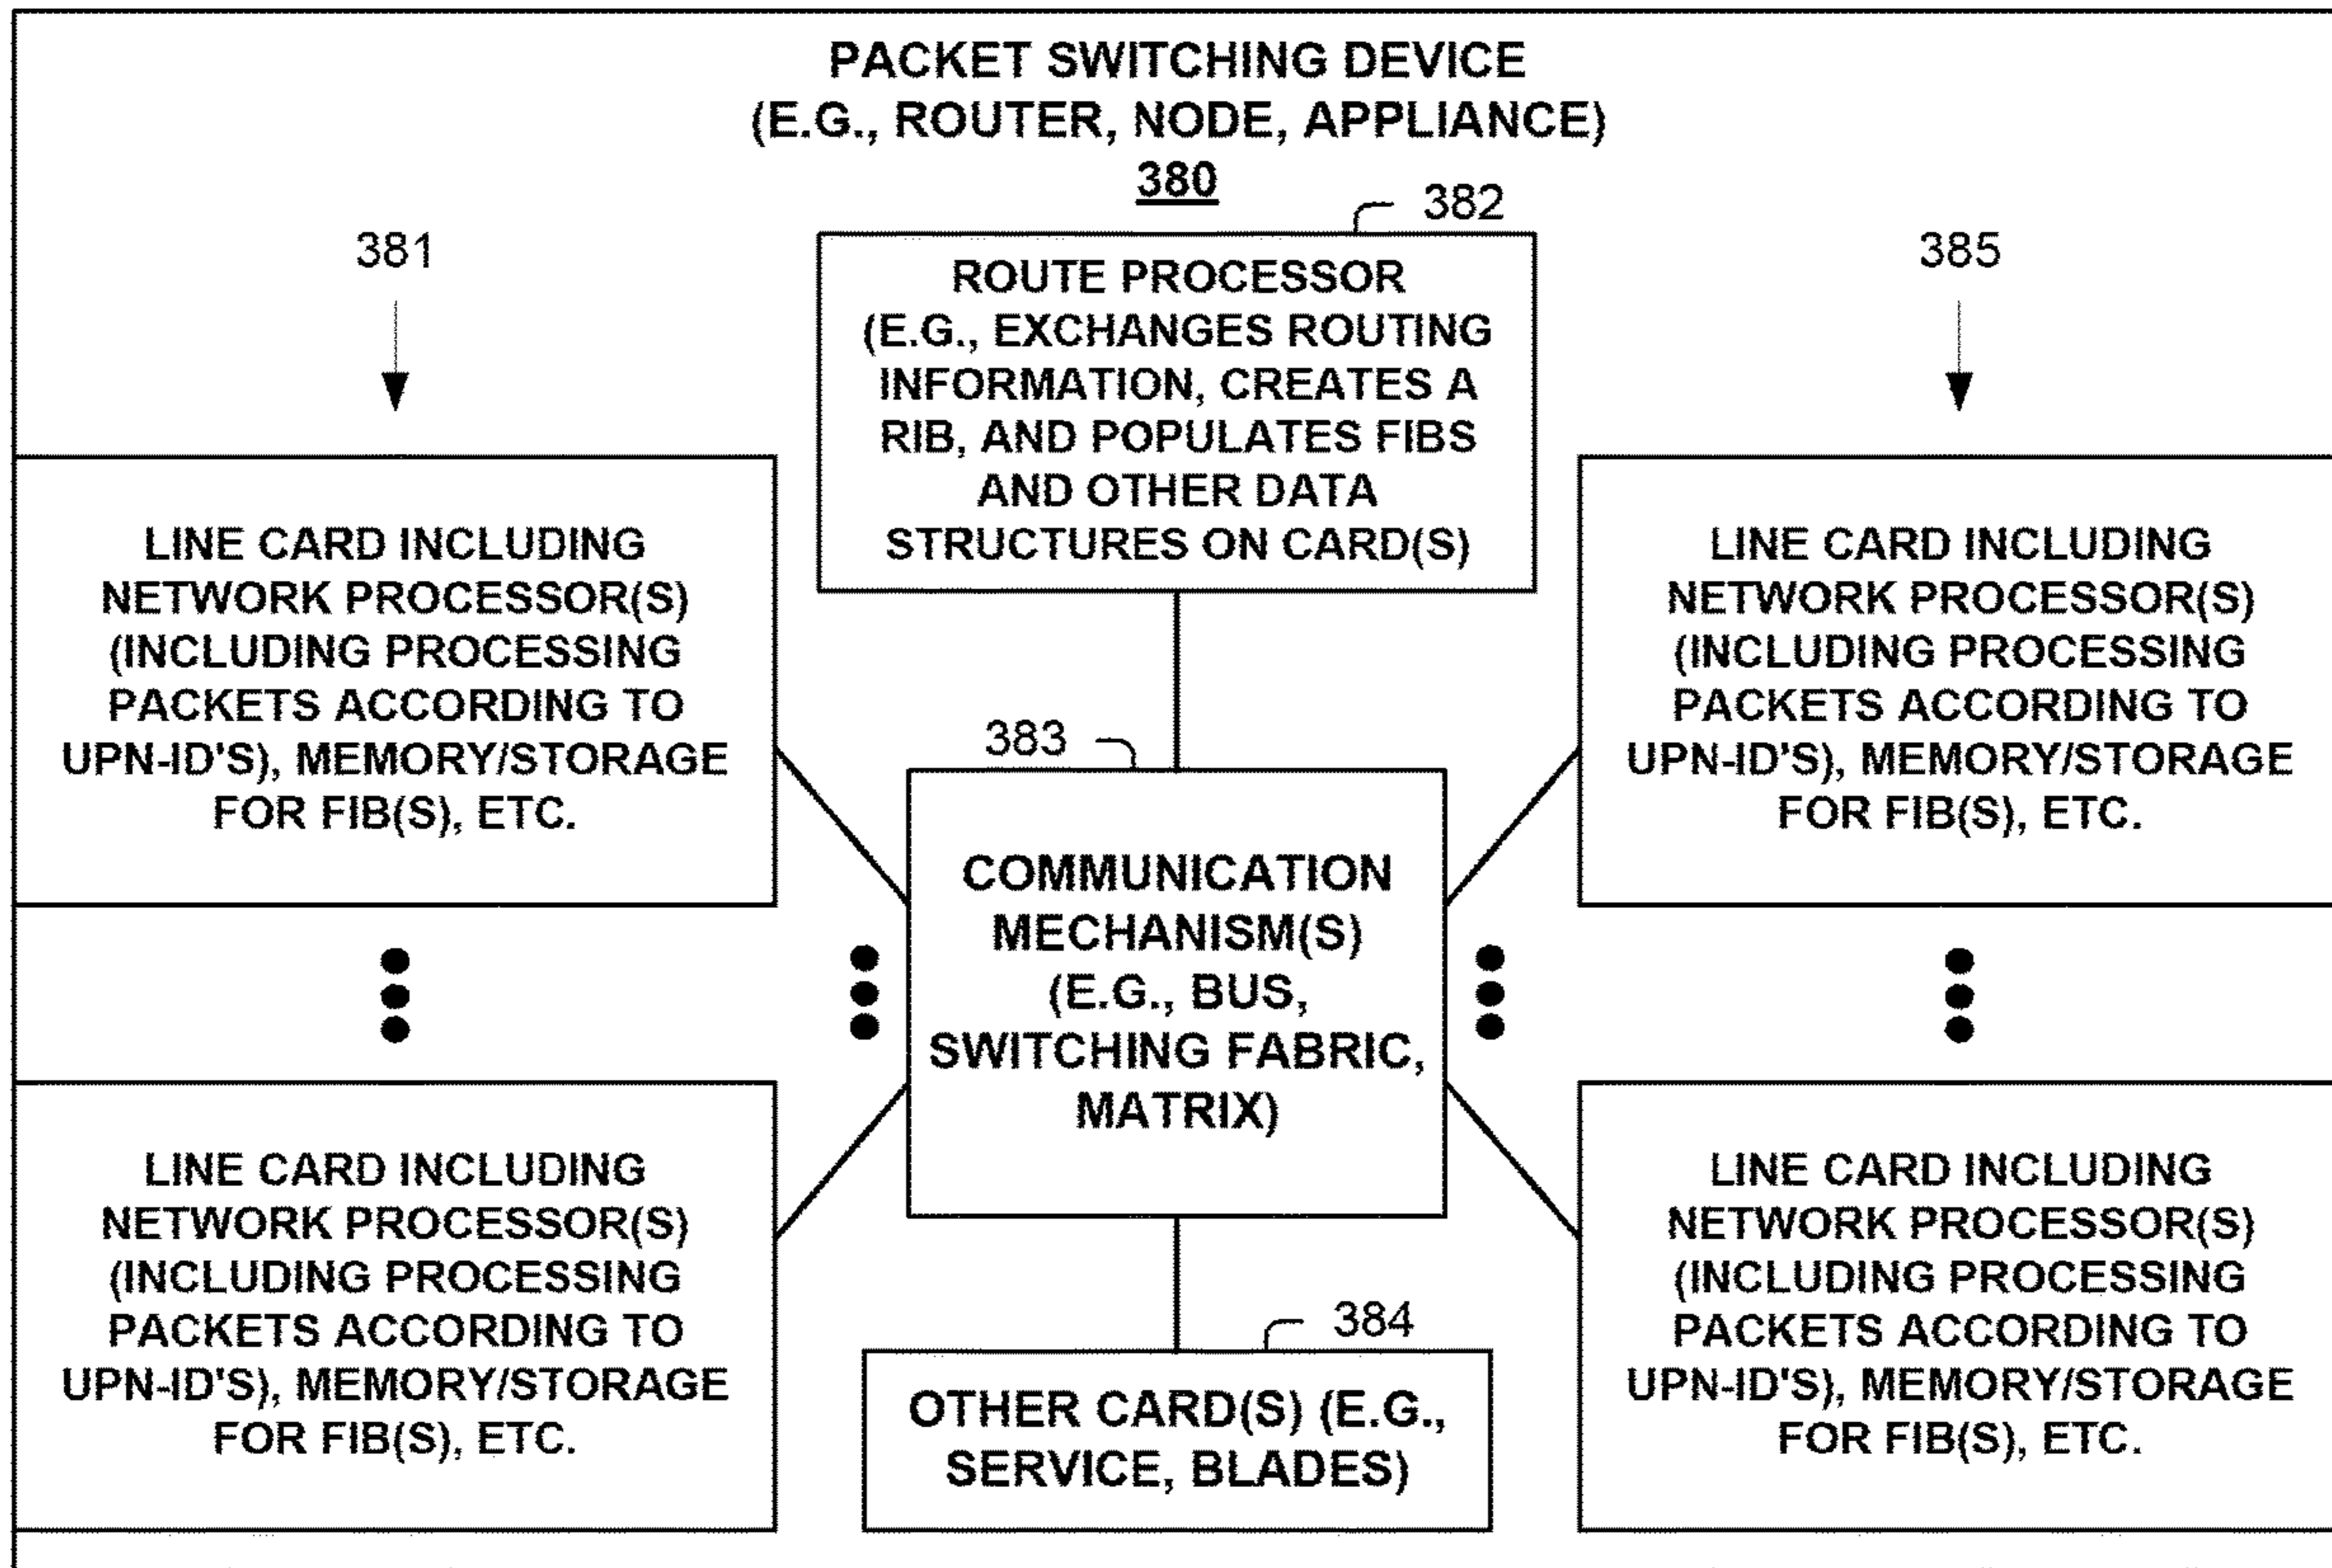 PACKET SWITCHING DEVICE
(E.G., ROUTER, NODE, APPLIANCE)
380
381
382
385
ROUTE PROCESSOR
(E.G., EXCHANGES ROUTING
INFORMATION, CREATES A
RIB, AND POPULATES FIBS
AND OTHER DATA
STRUCTURES ON CARD(S)
LINE CARD INCLUDING
NETWORK PROCESSOR(S)
(INCLUDING PROCESSING
PACKETS ACCORDING TO
UPN-ID'S), MEMORY/STORAGE
FOR FIB(S), ETC.
LINE CARD INCLUDING
NETWORK PROCESSOR(S)
(INCLUDING PROCESSING
PACKETS ACCORDING TO
UPN-ID'S), MEMORY/STORAGE
FOR FIB(S), ETC.
383
COMMUNICATION
MECHANISM(S)
(E.G., BUS,
SWITCHING FABRIC,
MATRIX)
LINE CARD INCLUDING
NETWORK PROCESSOR(S)
(INCLUDING PROCESSING
PACKETS ACCORDING TO
UPN-ID'S), MEMORY/STORAGE
FOR FIB(S), ETC.
384
OTHER CARD(S) (E.G.,
SERVICE, BLADES)
LINE CARD INCLUDING
NETWORK PROCESSOR(S)
(INCLUDING PROCESSING
PACKETS ACCORDING TO
UPN-ID'S), MEMORY/STORAGE
FOR FIB(S), ETC.